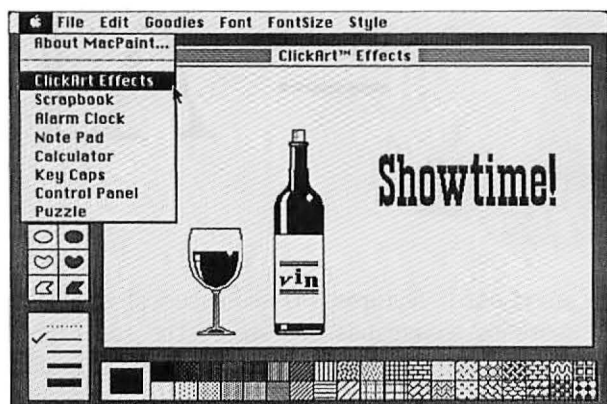 File Edit Goodies Font FontSize Style
About MacPaint...
ClickArt Effects
Scrapbook
Alarm Clock
Note Pad
Calculator
Key Caps
Control Panel
Puzzle
ClickArt™ Effects
Showtime!
vin